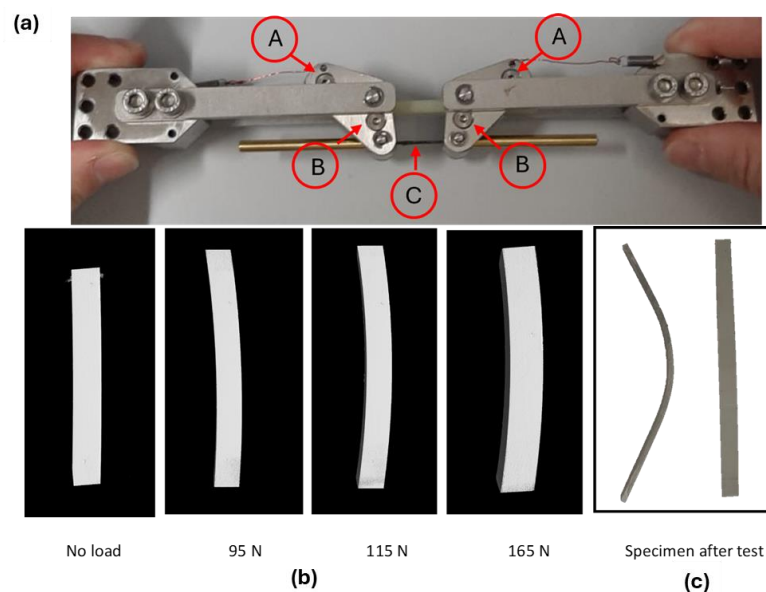 (a)
A
A
B
B
C
No load
95 N
115 N
165 N
Specimen after test
(b)
(c)